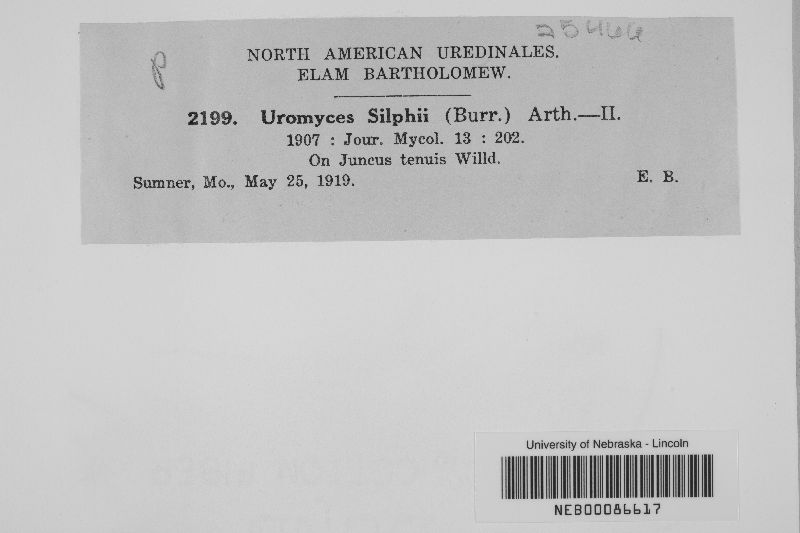 25466
P
NORTH AMERICAN UREDINALES.
ELAM BARTHOLOMEW.
2199. Uromyces Silphii (Burr.) Arth.—II.
1907 : Jour. Mycol. 13 : 202.
On Juncus tenuis Willd.
Sumner, Mo., May 25, 1919. E. B.
University of Nebraska - Lincoln
NEB00086617